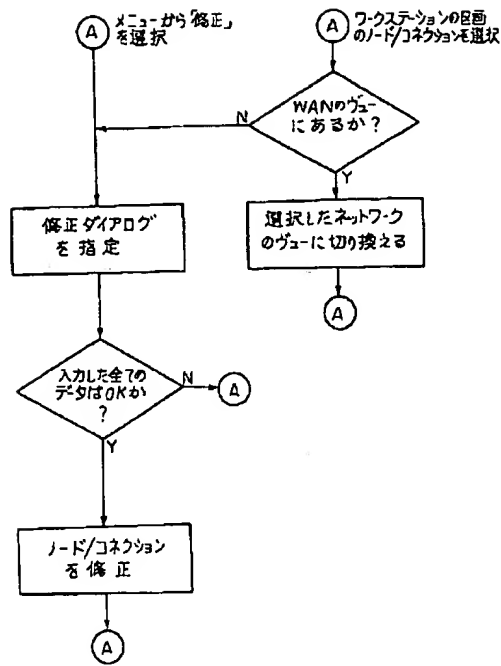 A
メニューから「修正」
を選択
A
ワークステーションの区画
のノード/コネクションを選択
WANのヴュー
にあるか?
N
Y
修正ダイアログ
を指定
選択したネットワーク
のヴューに切り換える
A
入力した全ての
データはOKか
?
N
A
Y
ノード/コネクション
を修正
A